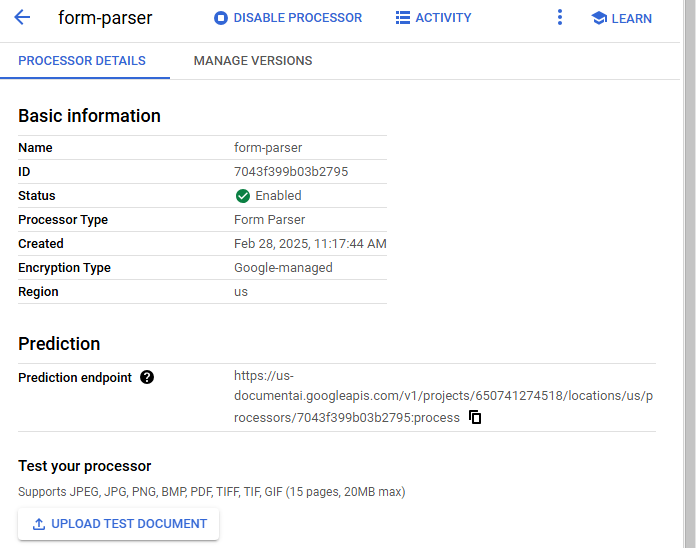 form-parser DISABLE PROCESSOR ACTIVITY LEARN
PROCESSOR DETAILS MANAGE VERSIONS
Basic information
Name form-parser
ID 7043f399b03b2795
Status Enabled
Processor Type Form Parser
Created Feb 28, 2025, 11:17:44 AM
Encryption Type Google-managed
Region us
Prediction
Prediction endpoint ? https://us-
documentai.googleapis.com/v1/projects/650741274518/locations/us/p
rocessors/7043f399b03b2795:process
Test your processor
Supports JPEG, JPG, PNG, BMP, PDF, TIFF, TIF, GIF (15 pages, 20MB max)
UPLOAD TEST DOCUMENT